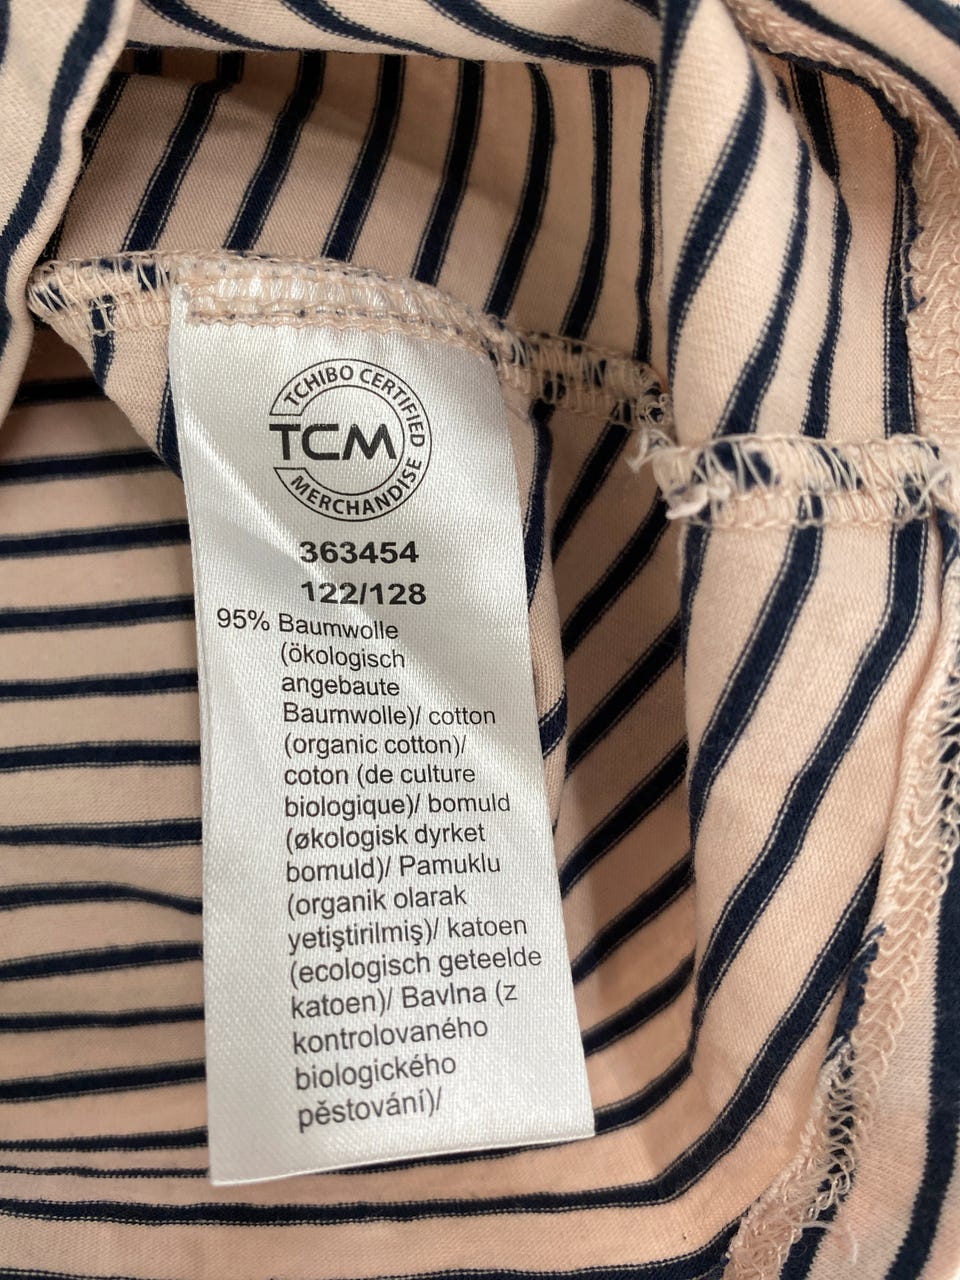 TCHIBO CERTIFIED
TCM
MERCHANDISE
363454
122/128
95% Baumwolle
(ökologisch
angebaute
Baumwolle)/ cotton
(organic cotton)/
coton (de culture
biologique)/ bomuld
(økologisk dyrket
bomuld)/ Pamuklu
(organik olarak
yetiştirilmiş)/ katoen
(ecologisch geteelde
katoen)/ Bavlna (z
kontrolovaného
biologického
pěstování)/